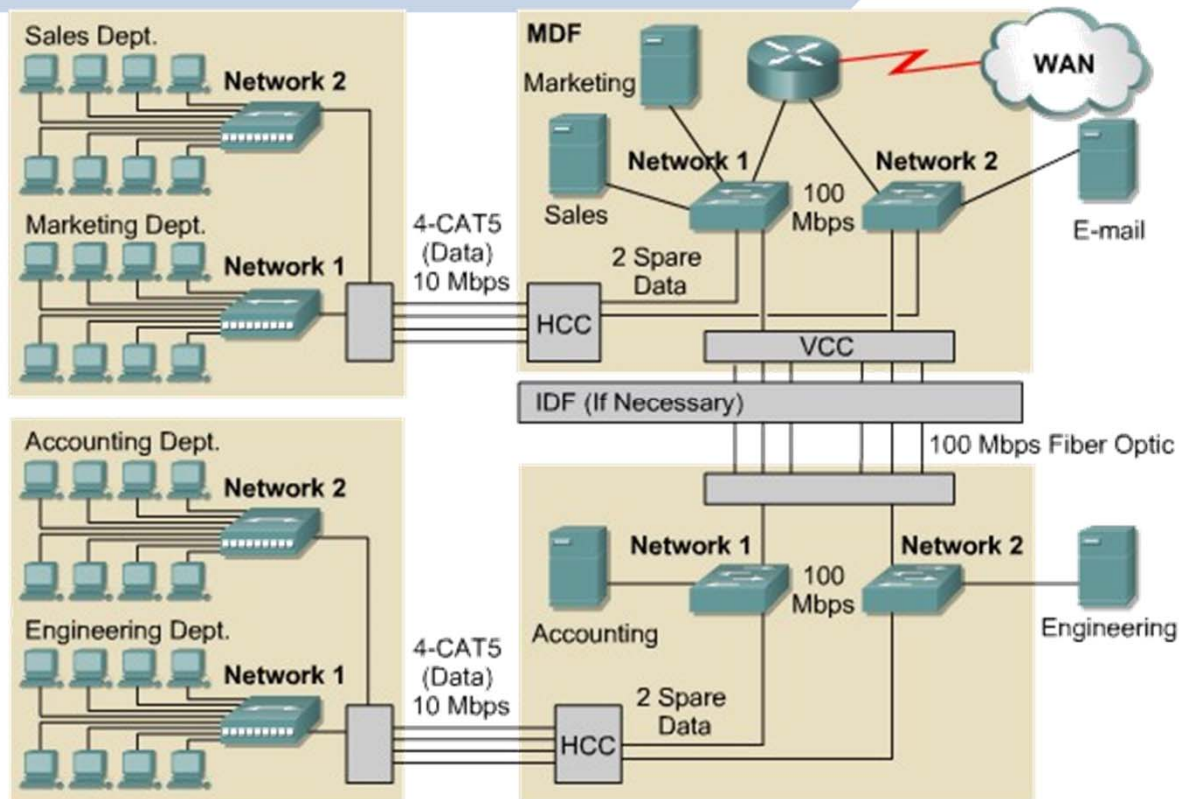 Sales Dept.
Network 2
Marketing Dept.
Network 1
4-CAT5
(Data)
10 Mbps
MDF
Marketing
WAN
Network 1
Network 2
Sales
100
Mbps
E-mail
2 Spare
Data
HCC
VCC
IDF (If Necessary)
100 Mbps Fiber Optic
Accounting Dept.
Network 2
Engineering Dept.
Network 1
4-CAT5
(Data)
10 Mbps
Network 1
Network 2
100
Mbps
Accounting
Engineering
2 Spare
Data
HCC